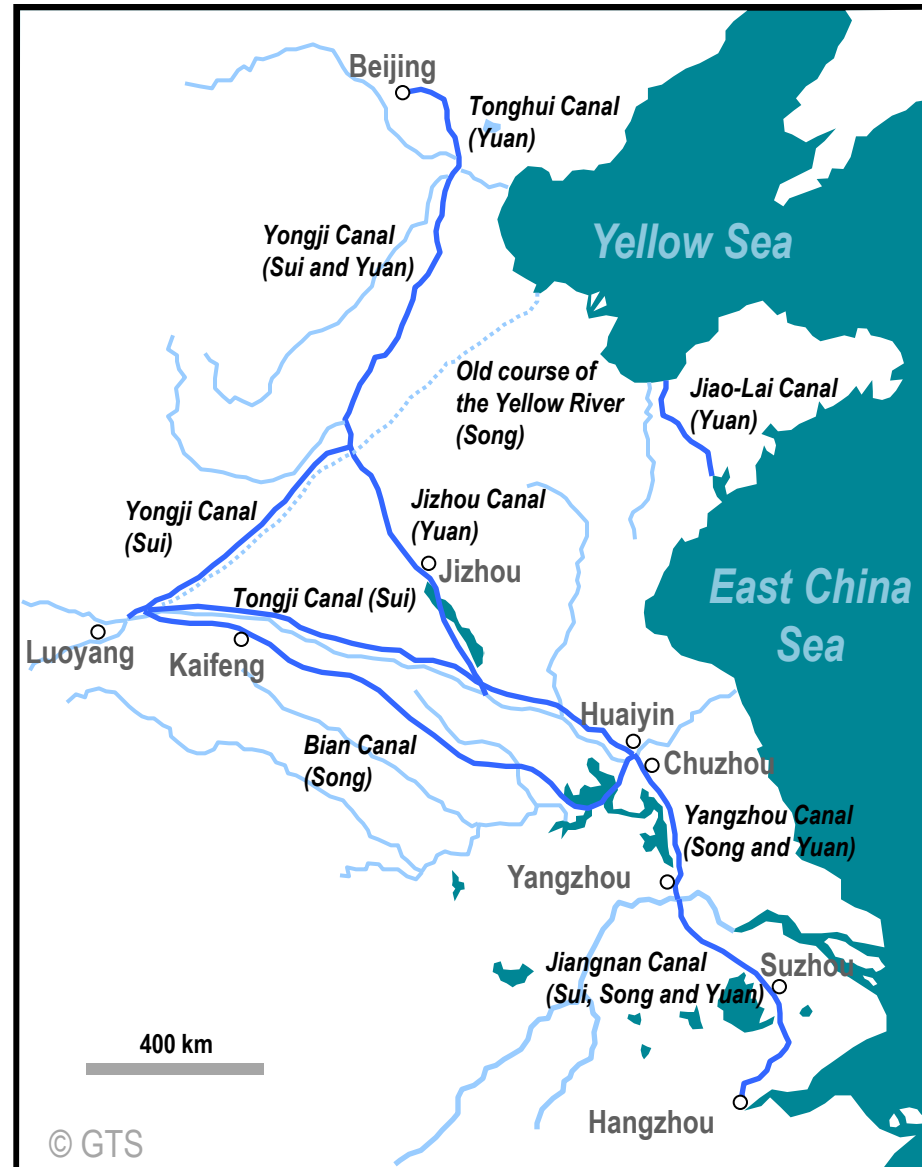 Beijing
Tonghui Canal
(Yuan)
Yongji Canal
(Sui and Yuan)
Yellow Sea
Old course of
the Yellow River
(Song)
Jiao-Lai Canal
(Yuan)
Yongji Canal
(Sui)
Jizhou Canal
(Yuan)
Jizhou
Tongji Canal (Sui)
East China
Sea
Luoyang
Kaifeng
Huaiyin
Bian Canal
(Song)
Chuzhou
Yangzhou Canal
(Song and Yuan)
Yangzhou
Jiangnan Canal
(Sui, Song and Yuan)
Suzhou
400 km
Hangzhou
© GTS